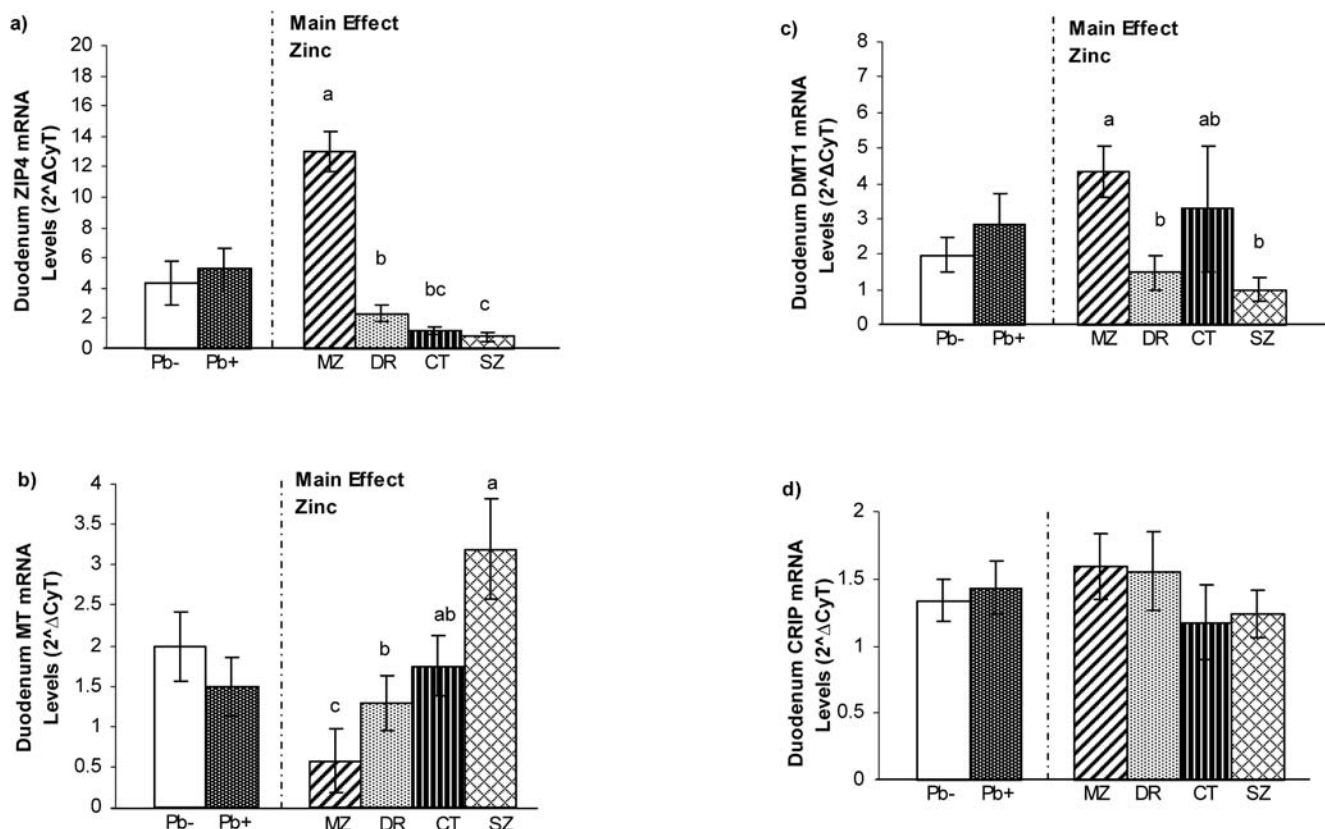 a)
Main Effect
Zinc
Duodenum ZIP4 mRNA
Levels (2^ΔCyT)
20
18
16
14
12
10
8
6
4
2
0
a
b
bc
c
Pb- Pb+ MZ DR CT SZ
c)
Main Effect
Zinc
Duodenum DMT1 mRNA
Levels (2^ΔCyT)
8
7
6
5
4
3
2
1
0
a
b
ab
b
Pb- Pb+ MZ DR CT SZ
b)
Main Effect
Zinc
Duodenum MT mRNA
Levels (2^ΔCyT)
4
3.5
3
2.5
2
1.5
1
0.5
0
c
b
ab
a
Pb- Pb+ MZ DR CT SZ
d)
Duodenum CRIP mRNA
Levels (2^ΔCyT)
2
1.5
1
0.5
0
Pb- Pb+ MZ DR CT SZ